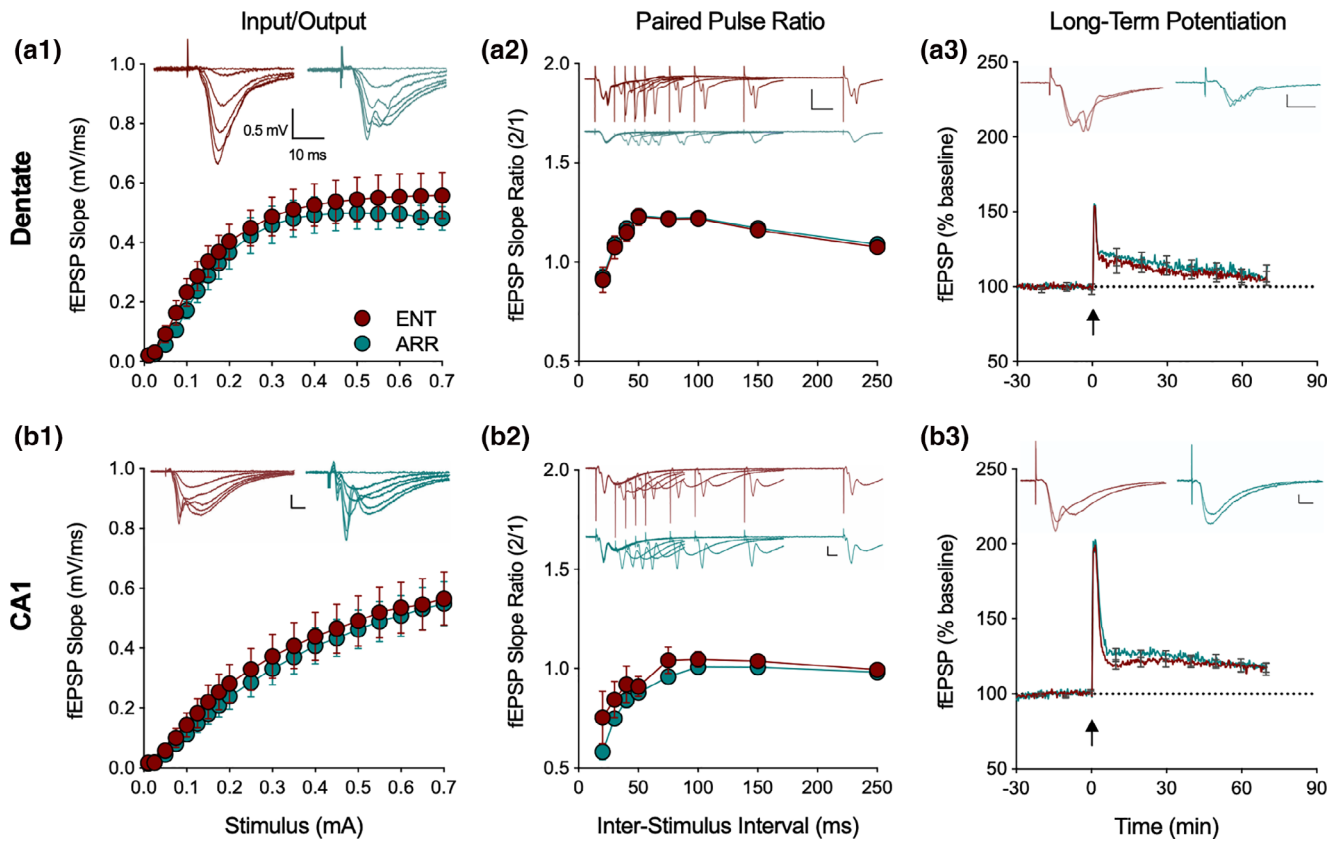 Input/Output
Paired Pulse Ratio
Long-Term Potentiation
(a1)
(a2)
(a3)
Dentate
fEPSP Slope (mV/ms)
1.0
0.8
0.6
0.4
0.2
0.0
0.5 mV
10 ms
ENT
ARR
0.0 0.1 0.2 0.3 0.4 0.5 0.6 0.7
fEPSP Slope Ratio (2/1)
2.0
1.5
1.0
0.5
0 50 100 150 200 250
fEPSP (% baseline)
250
200
150
100
50
-30 0 30 60 90
(b1)
(b2)
(b3)
CA1
fEPSP Slope (mV/ms)
1.0
0.8
0.6
0.4
0.2
0.0
0.0 0.1 0.2 0.3 0.4 0.5 0.6 0.7
Stimulus (mA)
fEPSP Slope Ratio (2/1)
2.0
1.5
1.0
0.5
0 50 100 150 200 250
Inter-Stimulus Interval (ms)
fEPSP (% baseline)
250
200
150
100
50
-30 0 30 60 90
Time (min)